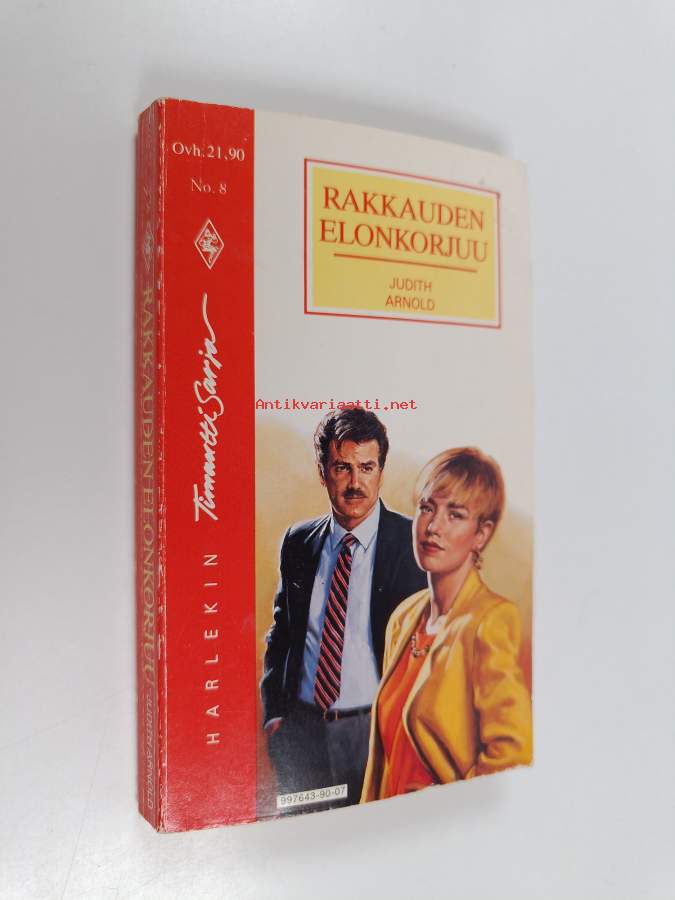 Ovh. 21,90
No. 8
HARLEKIN Timantti Sarja
RAKKAUDEN
ELONKORJUU
JUDITH
ARNOLD
Antikvariaatti.net
997643-90-07
RAKKAUDEN ELONKORJUU JUDITH ARNOLD